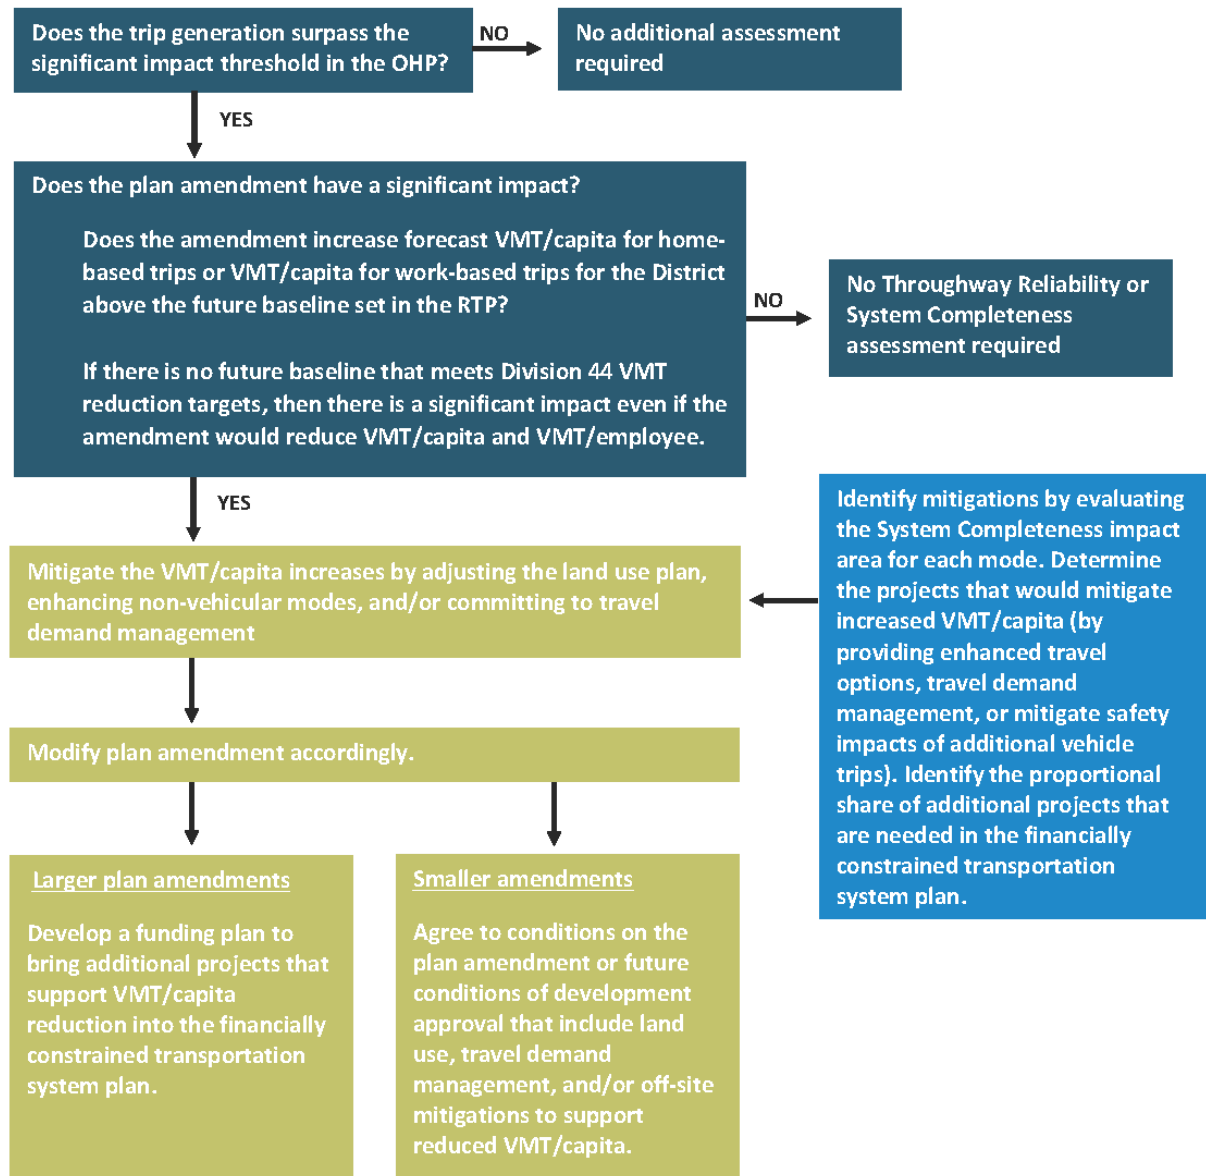 Does the trip generation surpass the
significant impact threshold in the OHP?
NO
No additional assessment
required
YES
Does the plan amendment have a significant impact?
Does the amendment increase forecast VMT/capita for home-
based trips or VMT/capita for work-based trips for the District
above the future baseline set in the RTP?
If there is no future baseline that meets Division 44 VMT
reduction targets, then there is a significant impact even if the
amendment would reduce VMT/capita and VMT/employee.
NO
No Throughway Reliability or
System Completeness
assessment required
YES
Mitigate the VMT/capita increases by adjusting the land use plan,
enhancing non-vehicular modes, and/or committing to travel
demand management
Identify mitigations by evaluating
the System Completeness impact
area for each mode. Determine
the projects that would mitigate
increased VMT/capita (by
providing enhanced travel
options, travel demand
management, or mitigate safety
impacts of additional vehicle
trips). Identify the proportional
share of additional projects that
are needed in the financially
constrained transportation
system plan.
Modify plan amendment accordingly.
Larger plan amendments
Develop a funding plan to
bring additional projects that
support VMT/capita
reduction into the financially
constrained transportation
system plan.
Smaller amendments
Agree to conditions on the
plan amendment or future
conditions of development
approval that include land
use, travel demand
management, and/or off-site
mitigations to support
reduced VMT/capita.